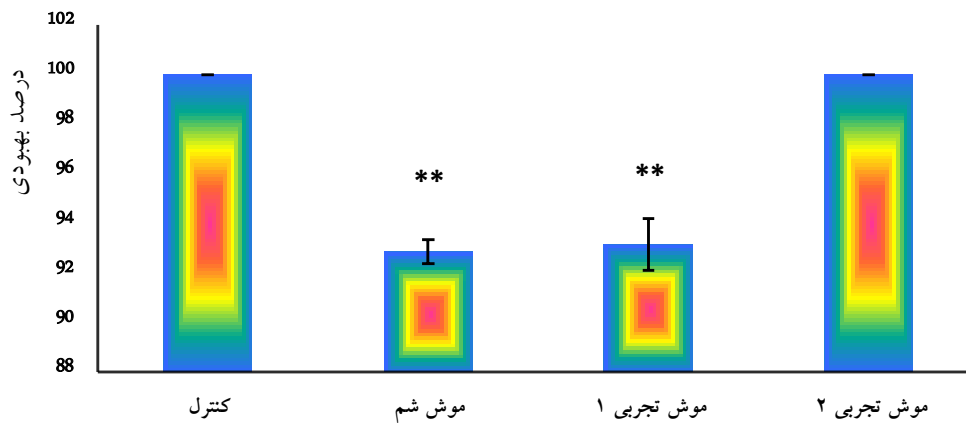 درصد بهبودی
102
100
98
96
94
92
90
88
**
**
کنترل
موش شم
موش تجربی ۱
موش تجربی ۲